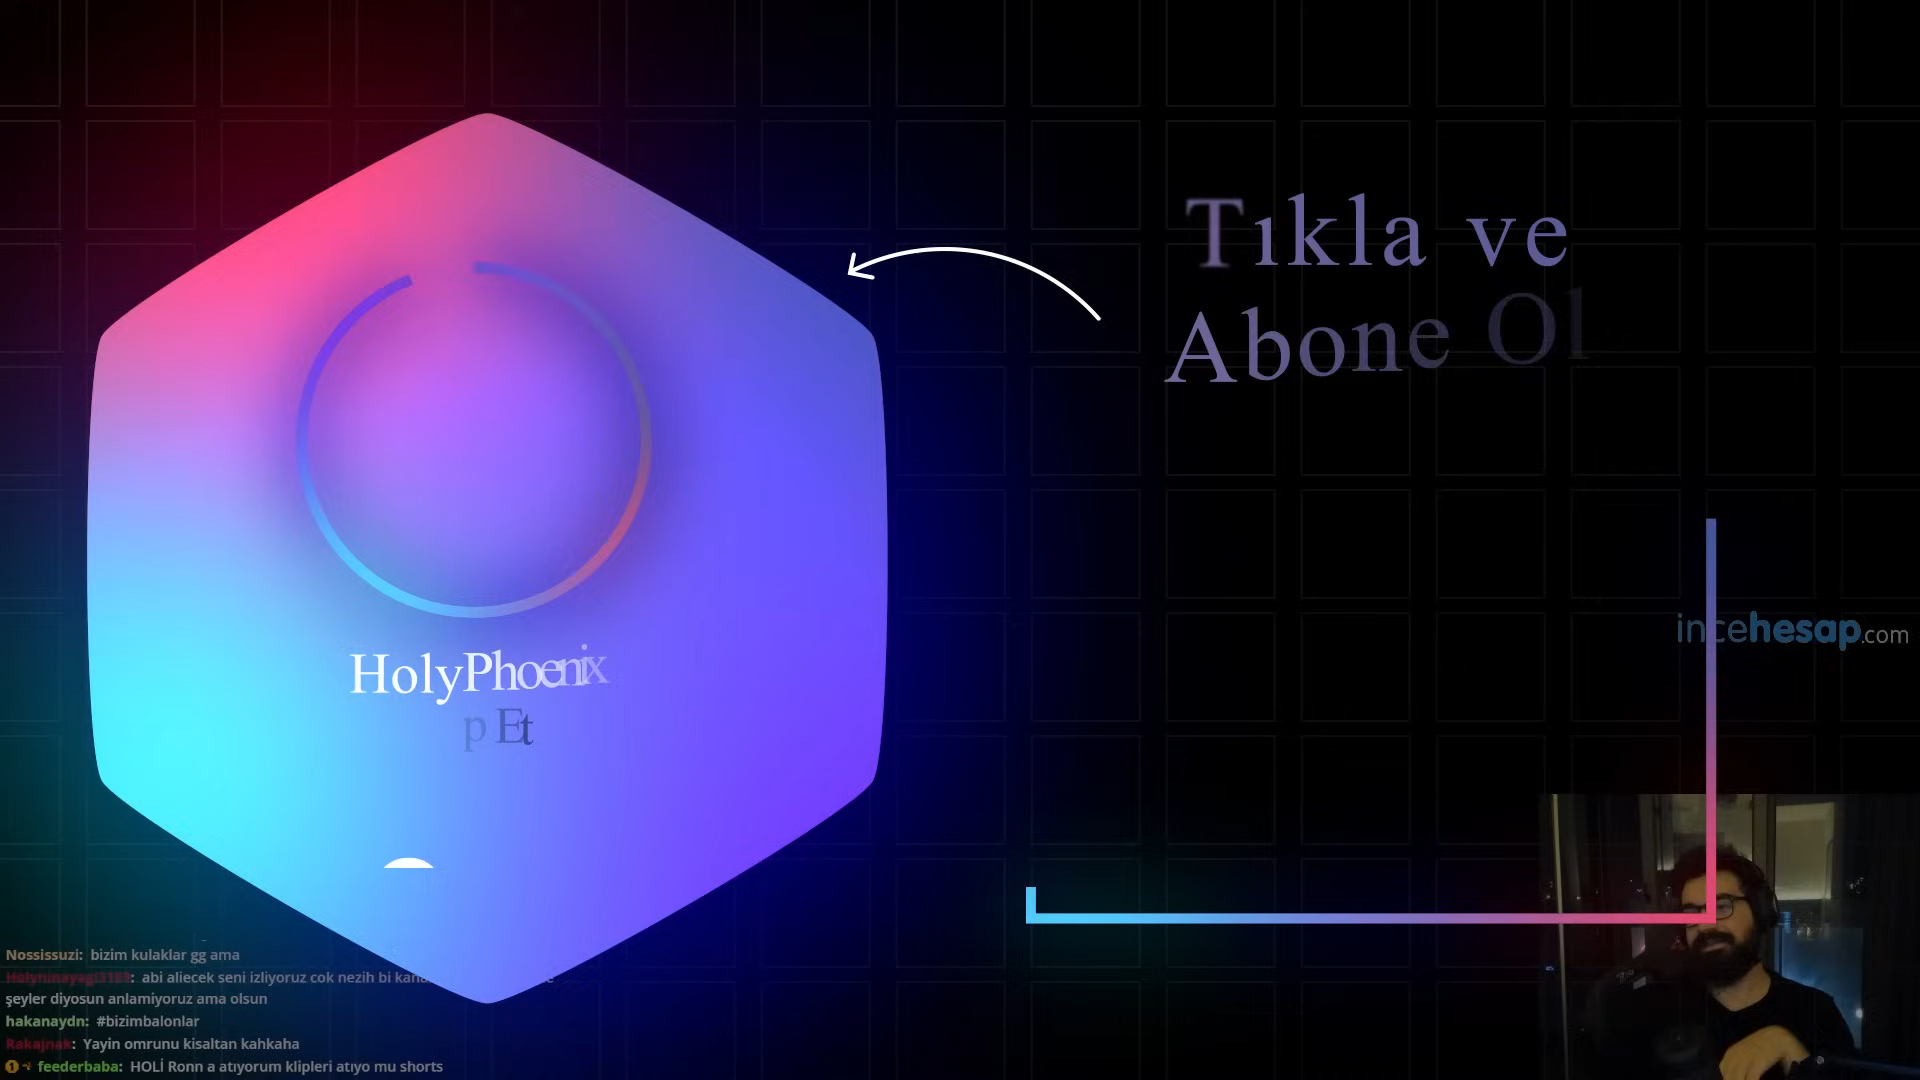 Tıkla ve
Abone Ol
HolyPhoenix
p Et
incehesap.com
Nossissuzi: bizim kulaklar gg ama
abi aliecek seni izliyoruz cok nezih bi
şeyler diyosun anlamiyoruz ama olsun
hakanaydn: #bizimbalonlar
Rakajnak: Yayin omrunu kisaltan kahkaha
feederbaba: HOLİ Ronn a atıyorum klipleri atıyo mu shorts